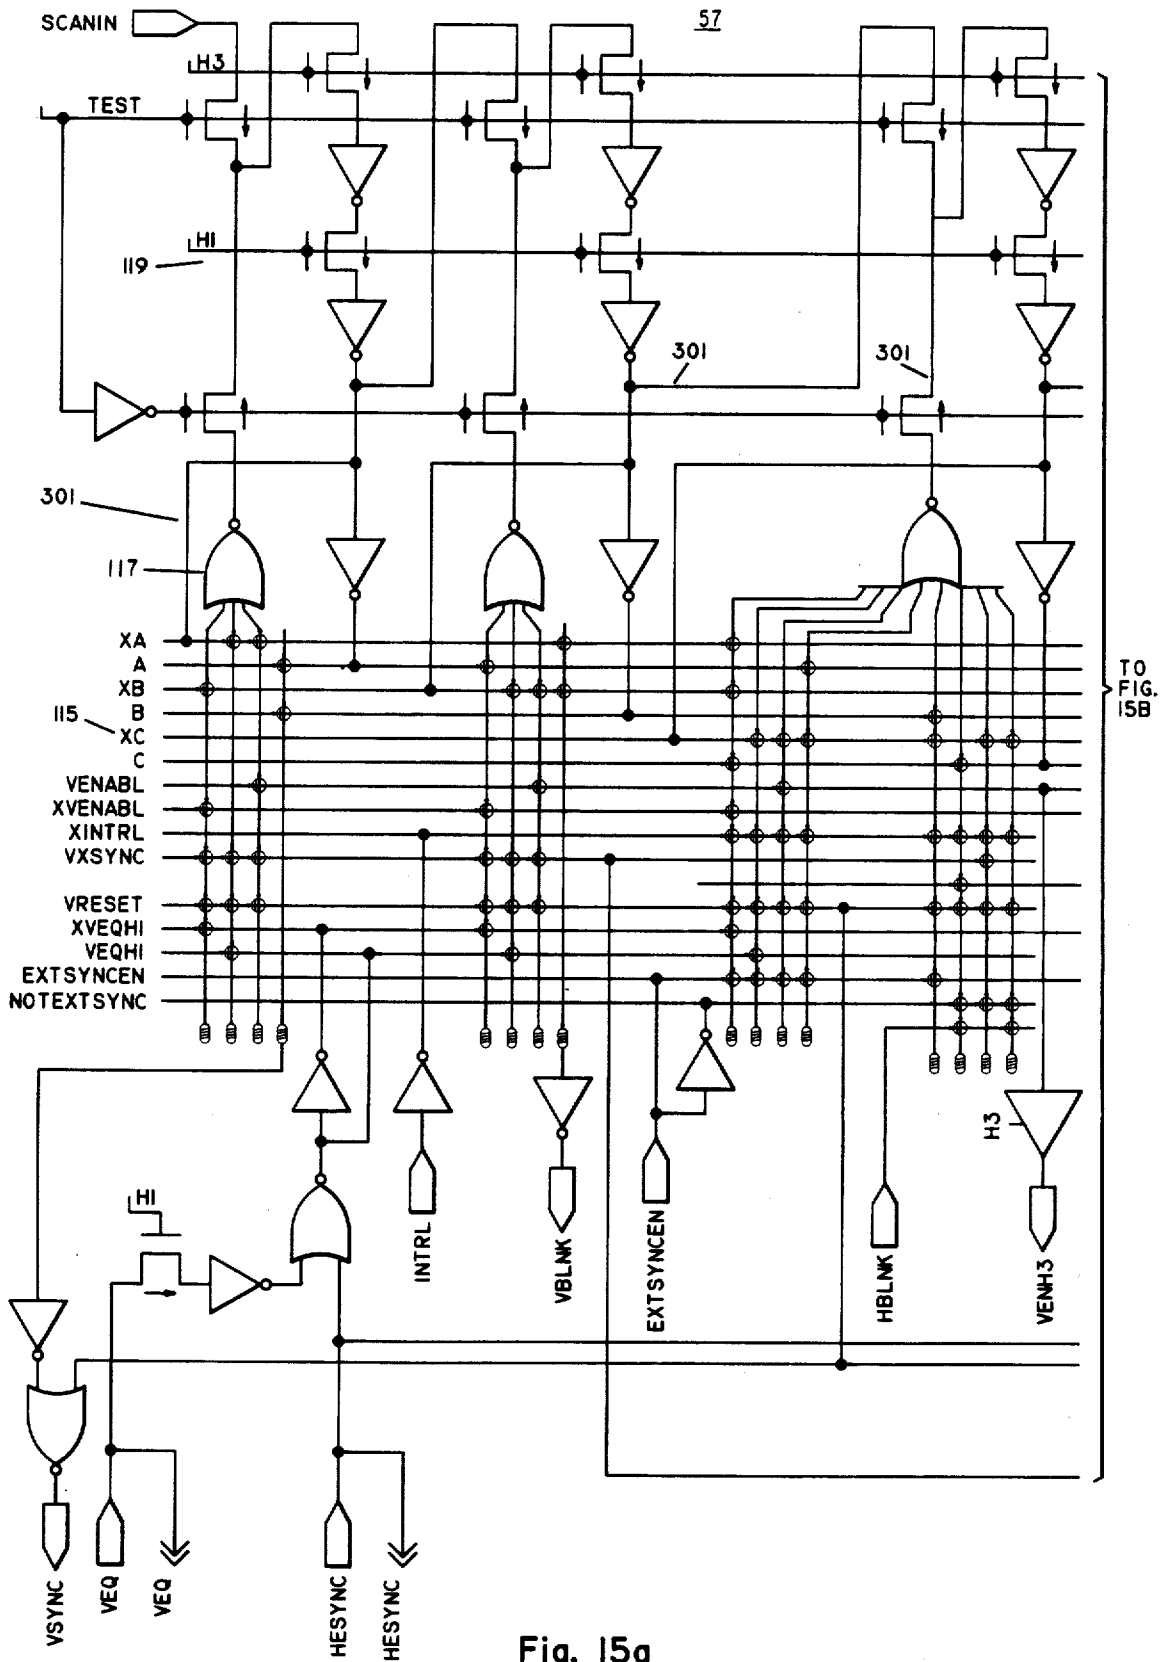 SCANIN
57
H3
TEST
H1
119
301
301
301
117
XA
A
XB
B
115
XC
C
VENABL
XVENABL
XINTRL
VXSYNC
VRESET
XVEQHI
VEQHI
EXTSYNCEN
NOTEXTSYNC
TO
FIG.
15B
H1
H3
INTRL
VBLNK
EXTSYNCEN
HBLNK
VENH3
VSYNC
VEQ
VEQ
HESYNC
HESYNC
Fig. 15a